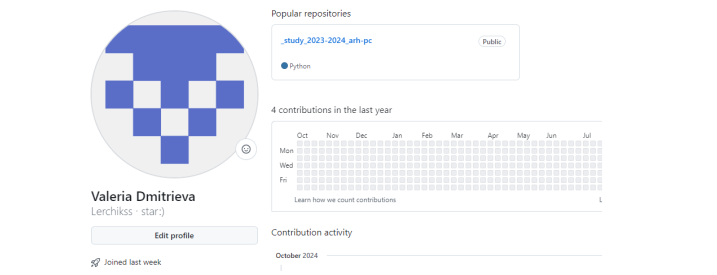 Popular repositories
_study_2023-2024_arh-pc
Public
Python
4 contributions in the last year
Oct Nov Dec Jan Feb Mar Apr May Jun Jul
Mon
Wed
Fri
Learn how we count contributions
L
Valeria Dmitrieva
Lerchikss · star:)
Edit profile
Joined last week
Contribution activity
October 2024